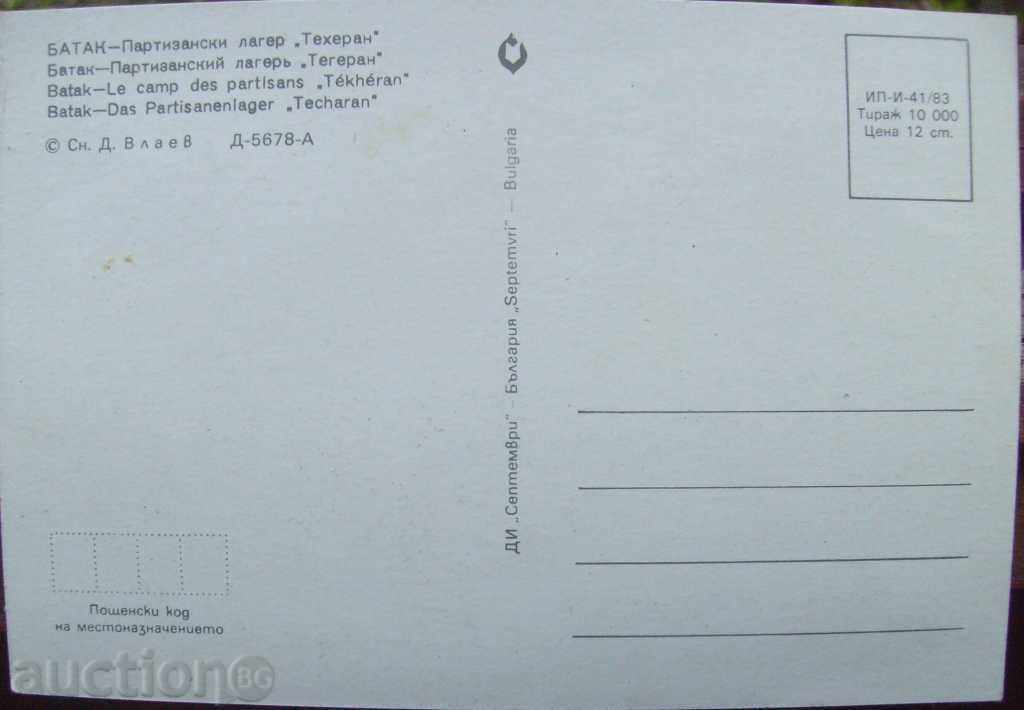 БАТАК—Партизански лагер „Техеран“
Батак—Партизанский лагерь „Тегеран“
Batak—Le camp des partisans „Tékhéran“
Batak—Das Partisanenlager „Techaran“
© Сн. Д. Влаев Д-5678-А
ДИ „Септември“ - България „Septemvri“ — Bulgaria
ИП-И-41/83
Тираж 10 000
Цена 12 ст.
Пощенски код
на местоназначението
auctionBG